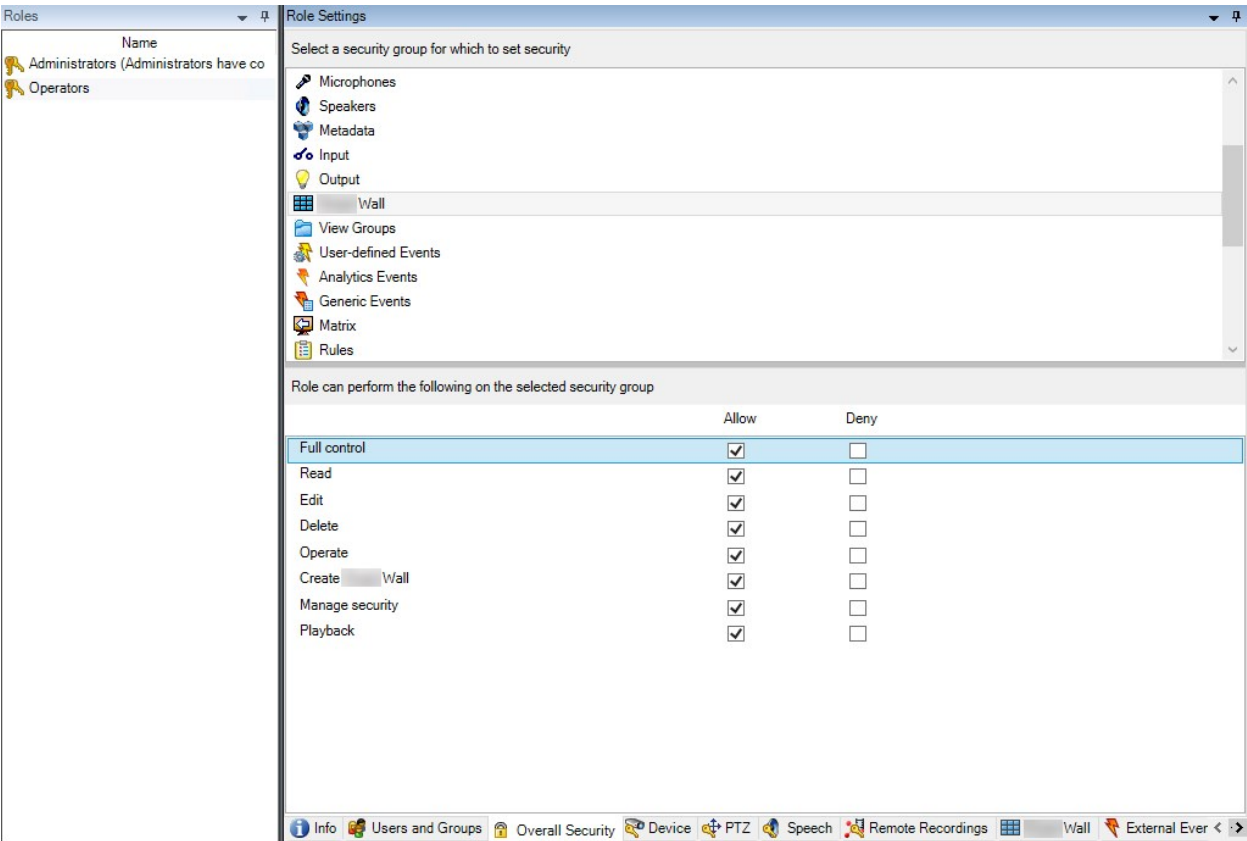 Roles
Name
Administrators (Administrators have co
Operators
Role Settings
Select a security group for which to set security
Microphones
Speakers
Metadata
Input
Output
Wall
View Groups
User-defined Events
Analytics Events
Generic Events
Matrix
Rules
Role can perform the following on the selected security group
Allow Deny
Full control
Read
Edit
Delete
Operate
Create Wall
Manage security
Playback
Info Users and Groups Overall Security Device PTZ Speech Remote Recordings Wall External Ever